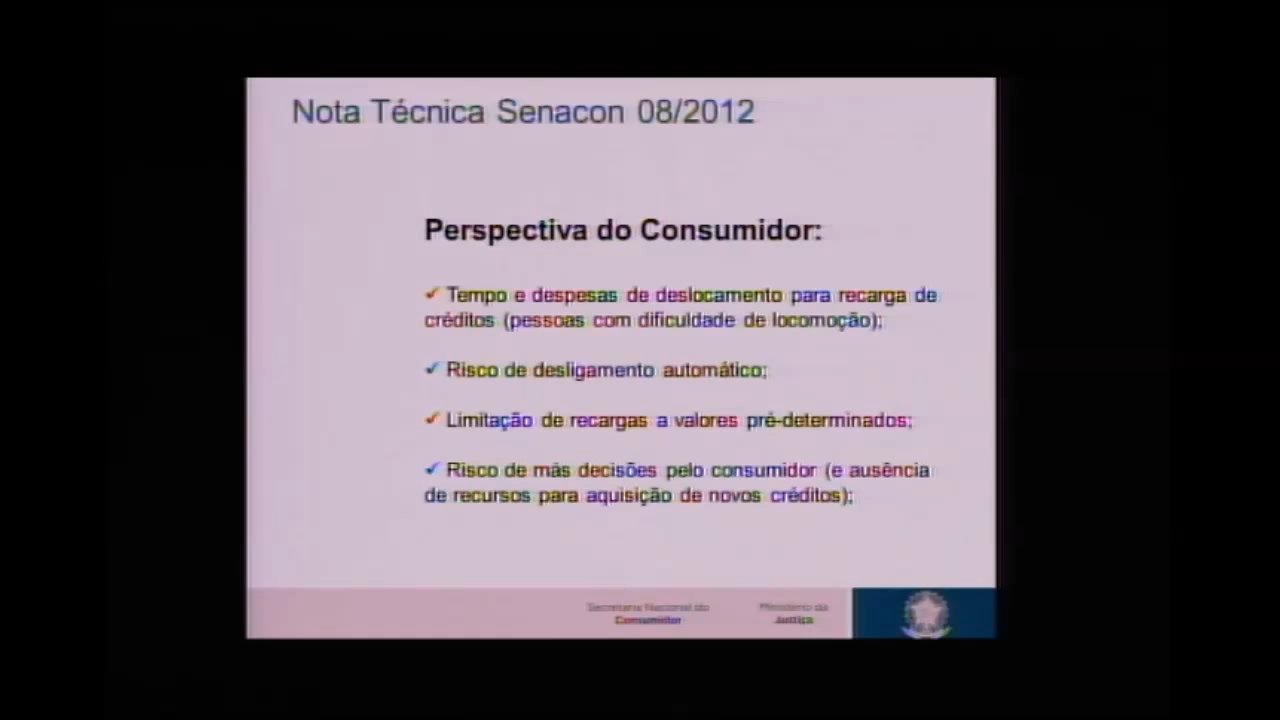 Nota Técnica Senacon 08/2012
Perspectiva do Consumidor:
✓ Tempo e despesas de deslocamento para recarga de
créditos (pessoas com dificuldade de locomoção);
✓ Risco de desligamento automático;
✓ Limitação de recargas a valores pré-determinados;
✓ Risco de más decisões pelo consumidor (e ausência
de recursos para aquisição de novos créditos);
Secretaria Nacional do
Consumidor
Ministério da
Justiça